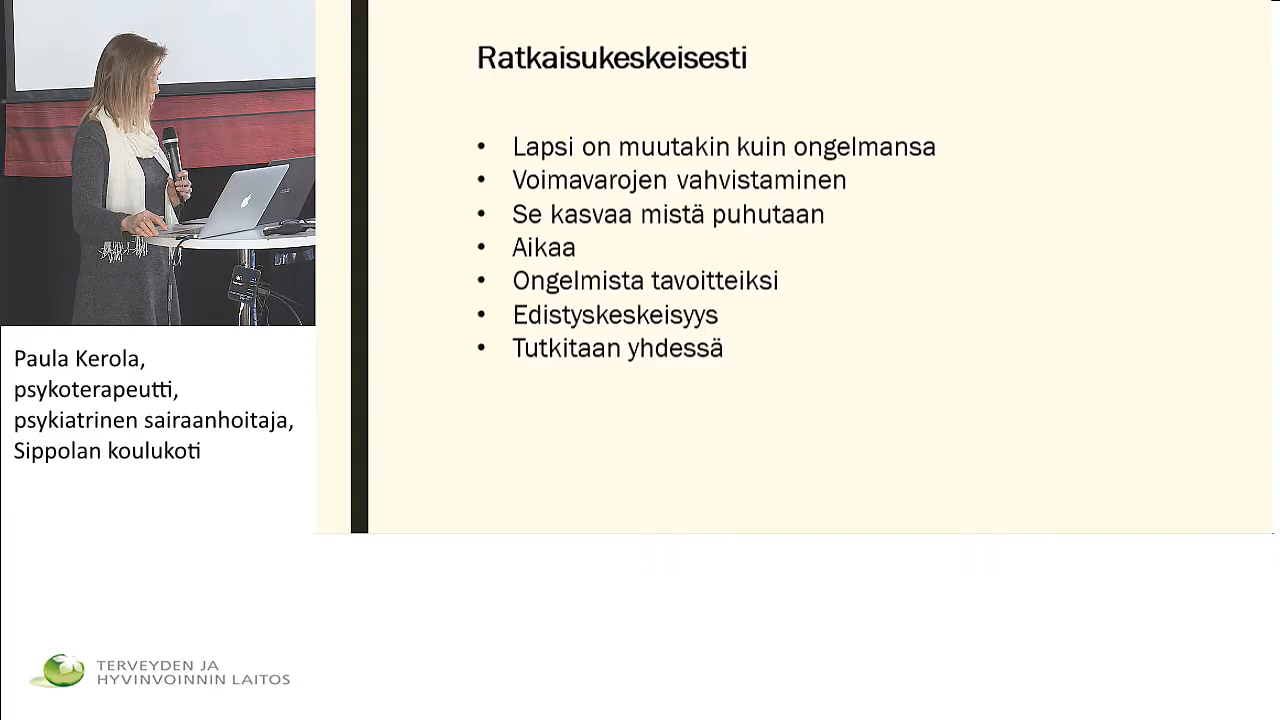 Ratkaisukeskeisesti
• Lapsi on muutakin kuin ongelmansa
• Voimavarojen vahvistaminen
• Se kasvaa mistä puhutaan
• Aikaa
• Ongelmista tavoitteiksi
• Edistyskeskeisyys
• Tutkitaan yhdessä
Paula Kerola,
psykoterapeutti,
psykiatrinen sairaanhoitaja,
Sippolan koulukoti
TERVEYDEN JA
HYVINVOINNIN LAITOS